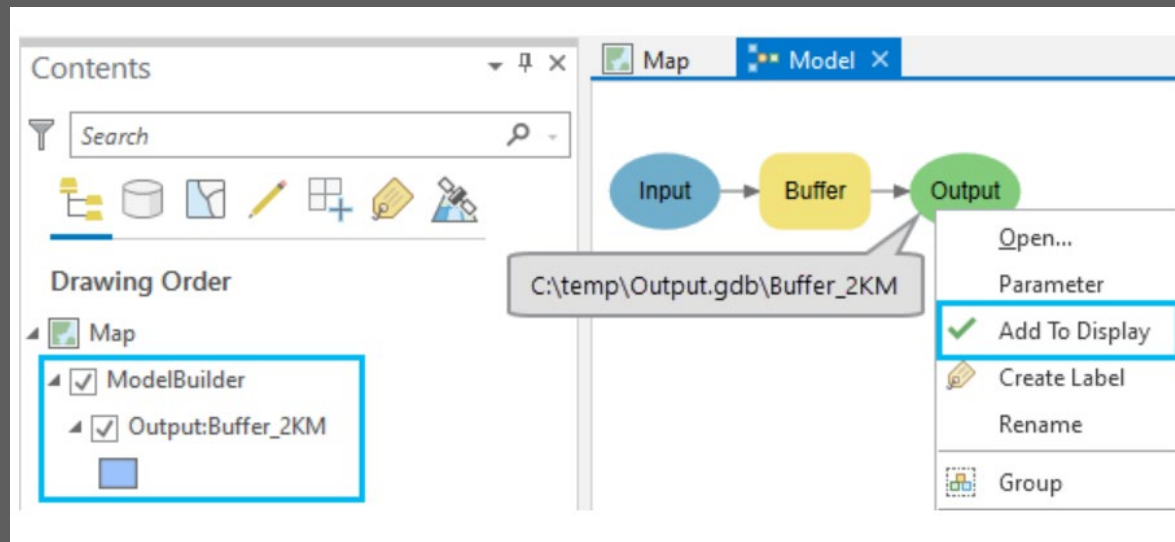 Contents
Search
Drawing Order
Map
ModelBuilder
Output:Buffer_2KM
Map
Model
Input
Buffer
Output
C:\temp\Output.gdb\Buffer_2KM
Open...
Parameter
Add To Display
Create Label
Rename
Group